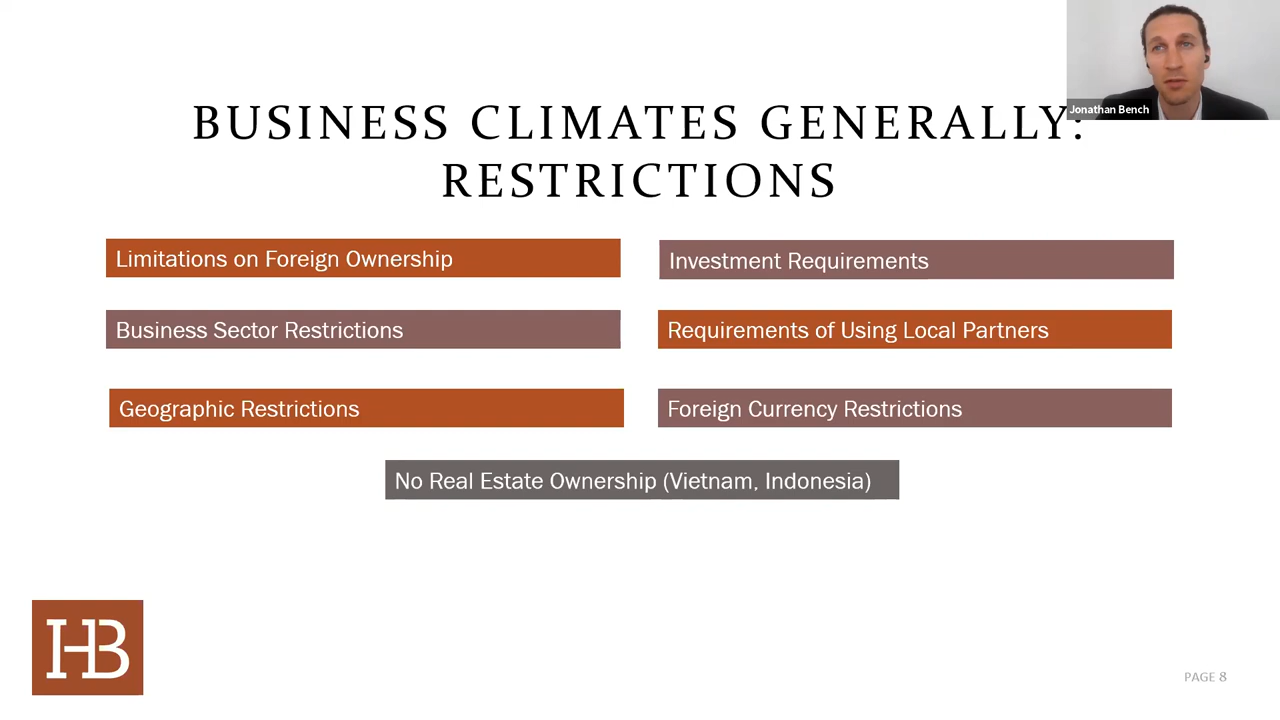 Jonathan Bench
BUSINESS CLIMATES GENERALLY:
RESTRICTIONS
Limitations on Foreign Ownership
Investment Requirements
Business Sector Restrictions
Requirements of Using Local Partners
Geographic Restrictions
Foreign Currency Restrictions
No Real Estate Ownership (Vietnam, Indonesia)
HB
PAGE 8